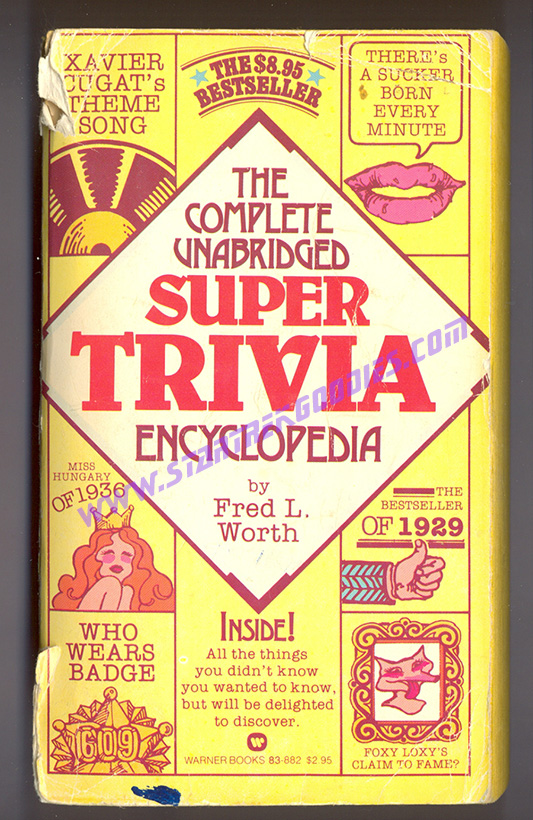 XAVIER
CUGAT's
THEME
SONG
THE $8.95
BESTSELLER
THERE's
A SUCKER
BORN
EVERY
MINUTE
THE
COMPLETE
UNABRIDGED
SUPER
TRIVIA
ENCYCLOPEDIA
by
Fred L.
Worth
www.STARTREKGOODIES.com
MISS
HUNGARY
OF 1936
THE
BESTSELLER
OF 1929
WHO
WEARS
BADGE
609
INSIDE!
All the things
you didn't know
you wanted to know,
but will be delighted
to discover.
W
WARNER BOOKS 83-882 $2.95
FOXY LOXY'S
CLAIM TO FAME?